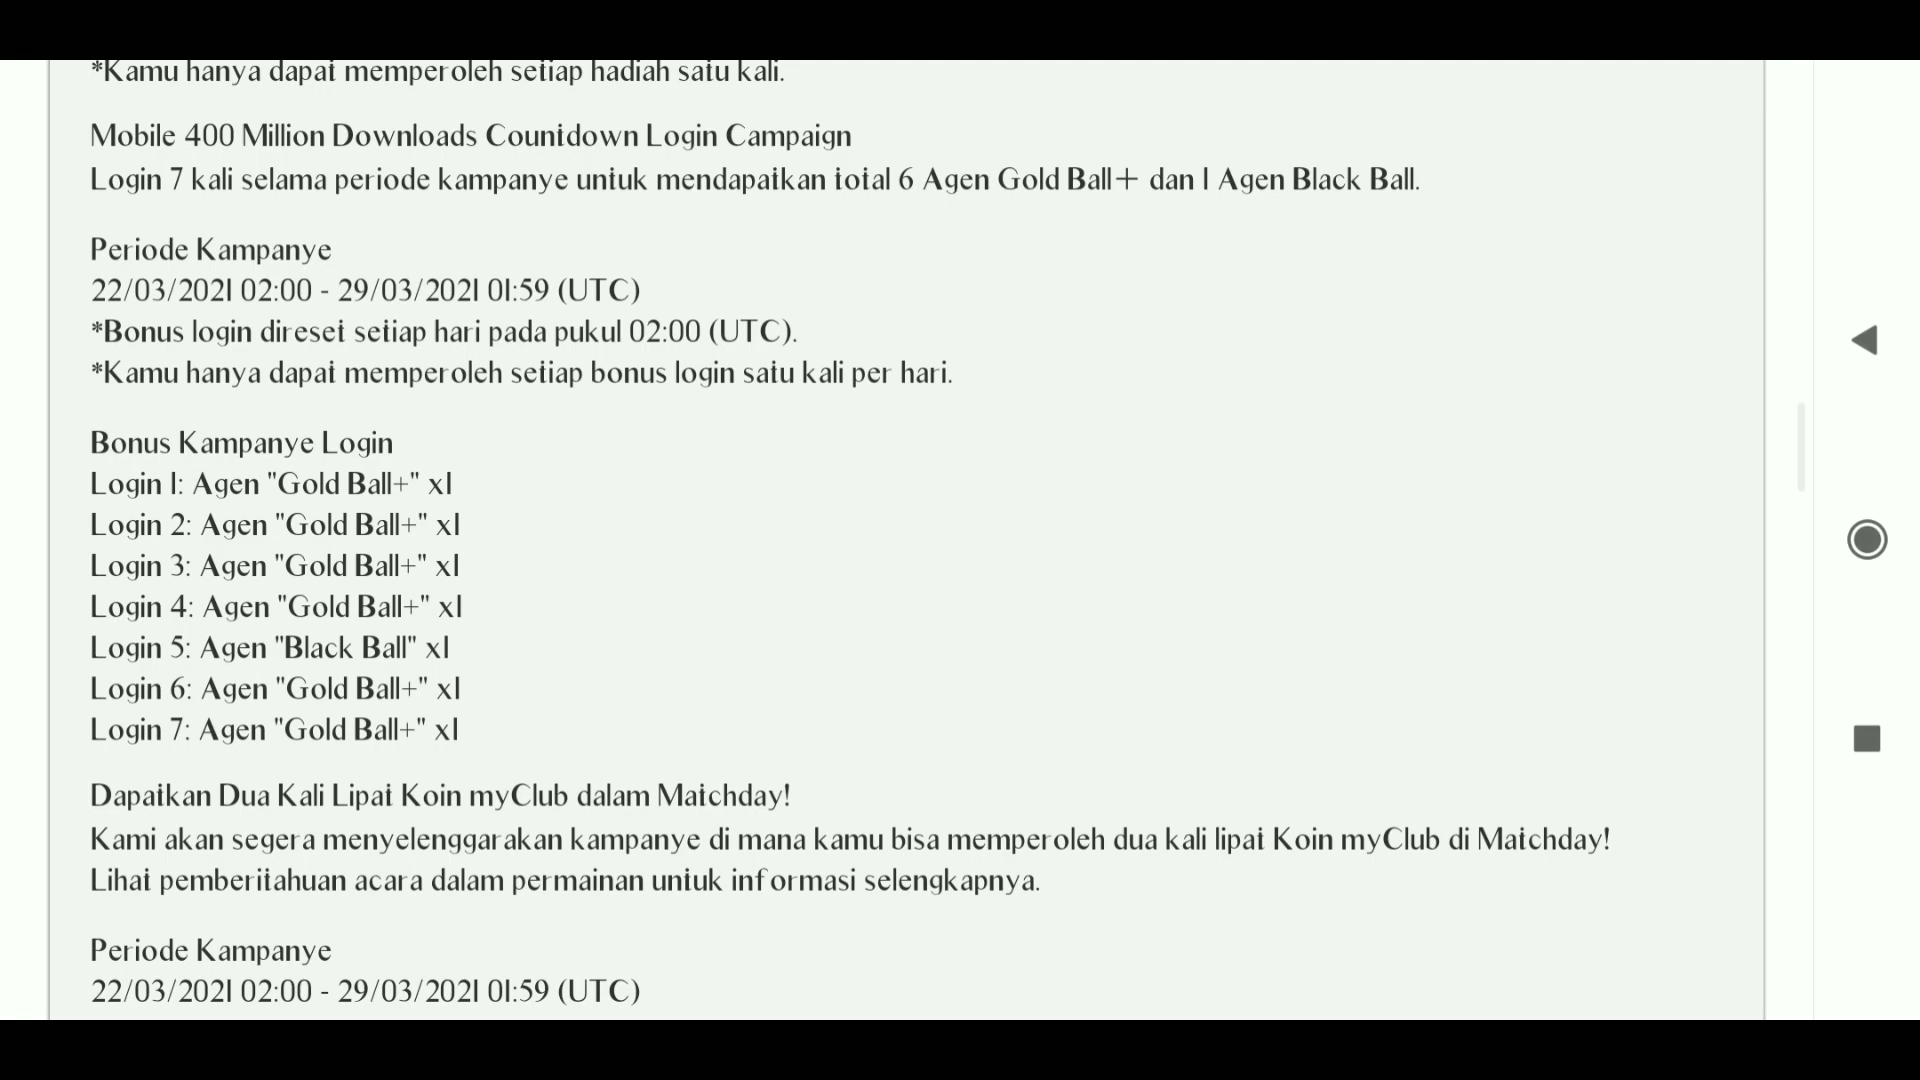 *Kamu hanya dapat memperoleh setiap hadiah satu kali.
Mobile 400 Million Downloads Countdown Login Campaign
Login 7 kali selama periode kampanye untuk mendapatkan total 6 Agen Gold Ball+ dan 1 Agen Black Ball.
Periode Kampanye
22/03/2021 02:00 - 29/03/2021 01:59 (UTC)
*Bonus login direset setiap hari pada pukul 02:00 (UTC).
*Kamu hanya dapat memperoleh setiap bonus login satu kali per hari.
Bonus Kampanye Login
Login 1: Agen "Gold Ball+" x1
Login 2: Agen "Gold Ball+" x1
Login 3: Agen "Gold Ball+" x1
Login 4: Agen "Gold Ball+" x1
Login 5: Agen "Black Ball" x1
Login 6: Agen "Gold Ball+" x1
Login 7: Agen "Gold Ball+" x1
Dapatkan Dua Kali Lipat Koin myClub dalam Matchday!
Kami akan segera menyelenggarakan kampanye di mana kamu bisa memperoleh dua kali lipat Koin myClub di Matchday!
Lihat pemberitahuan acara dalam permainan untuk informasi selengkapnya.
Periode Kampanye
22/03/2021 02:00 - 29/03/2021 01:59 (UTC)